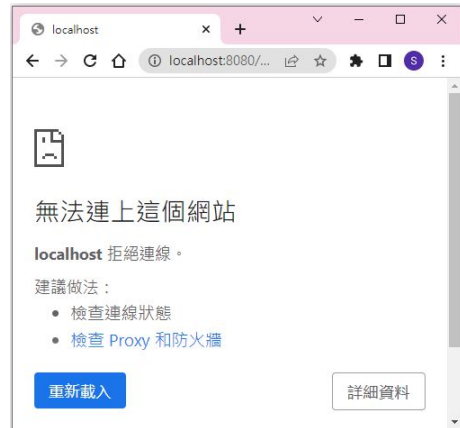 localhost
localhost:8080/...
S
無法連上這個網站
localhost 拒絕連線。
建議做法：
檢查連線狀態
檢查 Proxy 和防火牆
重新載入
詳細資料